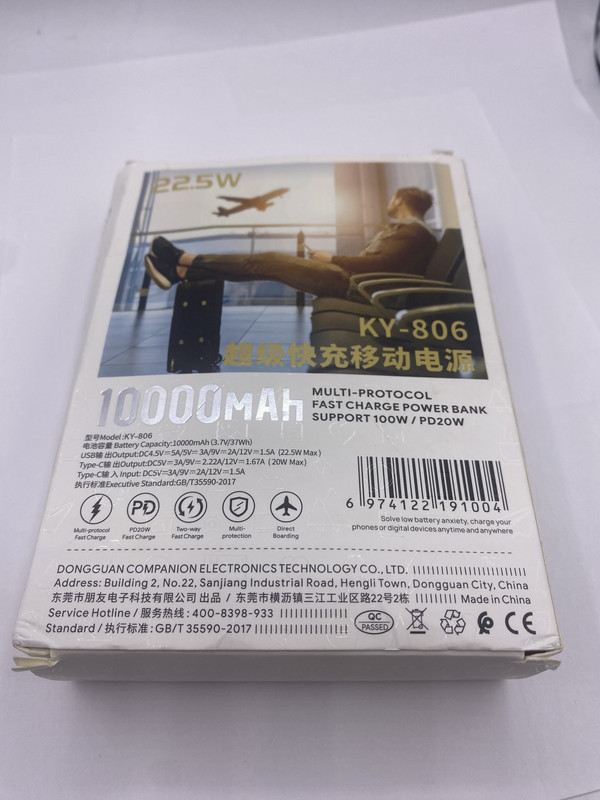 22.5W
KY-806
超级快充移动电源
10000MAH
MULTI-PROTOCOL
FAST CHARGE POWER BANK
SUPPORT 100W / PD20W
型号Model:KY-806
电池容量 Battery Capacity:10000mAh (3.7V/37Wh)
USB输出Output:DC4.5V=5A/5V=3A/9V=2A/12V=1.5A (22.5W Max)
Type-C输出Output:DC5V=3A/9V=2.22A/12V=1.67A (20W Max)
Type-C输入 Input: DC5V=3A/9V=2A/12V=1.5A
执行标准Executive Standard:GB/T35590-2017
Multi-protocol
Fast Charge
PD
PD20W
Fast Charge
Two-way
Fast Charge
Multi-
protection
Direct
Boarding
6 974122 191004
Solve low battery anxiety, charge your
phones or digital devices anytime and anywhere
DONGGUAN COMPANION ELECTRONICS TECHNOLOGY CO., LTD.
Address: Building 2, No.22, Sanjiang Industrial Road, Hengli Town, Dongguan City, China
东莞市朋友电子科技有限公司 出品 / 东莞市横沥镇三江工业区路22号2栋 Made in China
Service Hotline / 服务热线 : 400-8398-933
Standard / 执行标准 : GB/T 35590-2017
QC
PASSED
CE